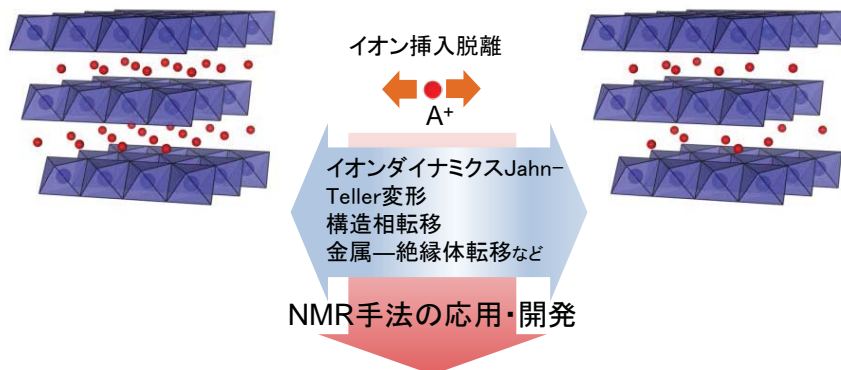 イオン挿入脱離
A⁺
イオンダイナミクスJahn−
Teller変形
構造相転移
金属―絶縁体転移など
NMR手法の応用・開発